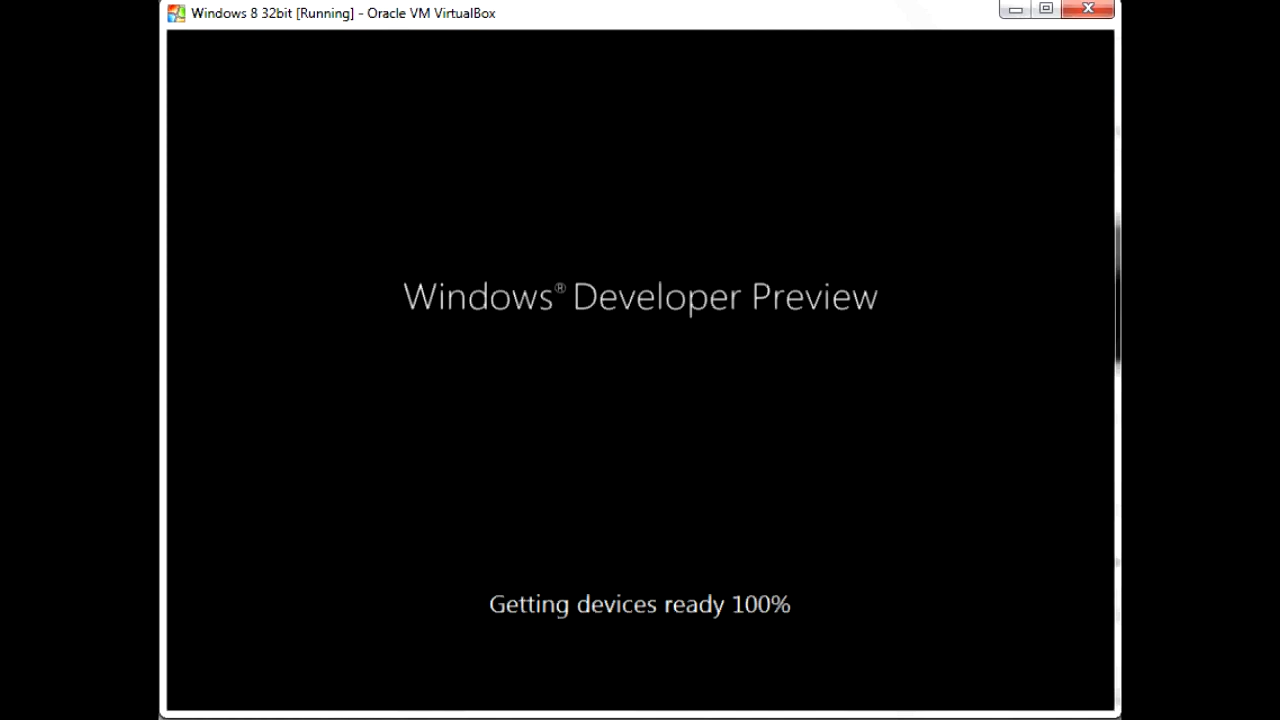 Windows 8 32bit [Running] - Oracle VM VirtualBox
Windows® Developer Preview
Getting devices ready 100%